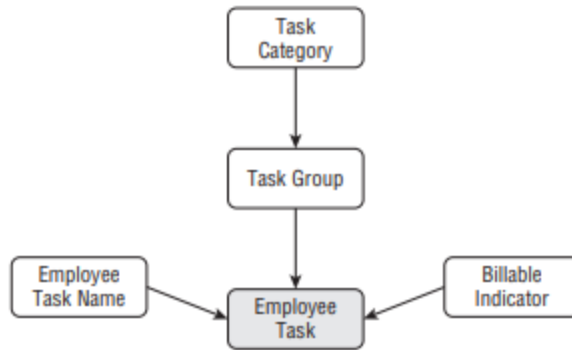 Task
Category
Task Group
Employee
Task Name
Employee
Task
Billable
Indicator